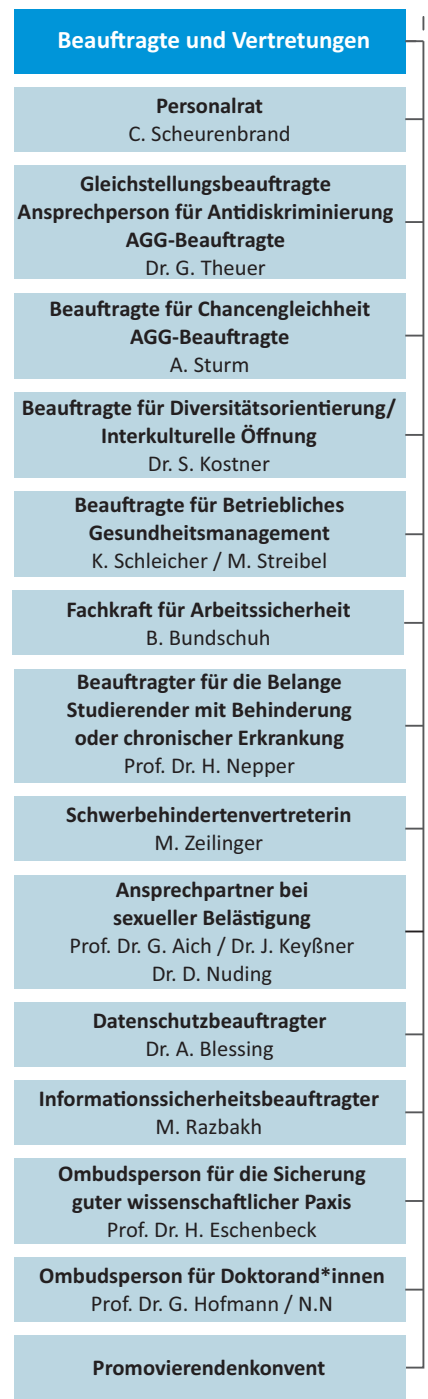 Beauftragte und Vertretungen
Personalrat
C. Scheurenbrand
Gleichstellungsbeauftragte
Ansprechperson für Antidiskriminierung
AGG-Beauftragte
Dr. G. Theuer
Beauftragte für Chancengleichheit
AGG-Beauftragte
A. Sturm
Beauftragte für Diversitätsorientierung/
Interkulturelle Öffnung
Dr. S. Kostner
Beauftragte für Betriebliches
Gesundheitsmanagement
K. Schleicher / M. Streibel
Fachkraft für Arbeitssicherheit
B. Bundschuh
Beauftragter für die Belange
Studierender mit Behinderung
oder chronischer Erkrankung
Prof. Dr. H. Nepper
Schwerbehindertenvertreterin
M. Zeilinger
Ansprechpartner bei
sexueller Belästigung
Prof. Dr. G. Aich / Dr. J. Keyßner
Dr. D. Nuding
Datenschutzbeauftragter
Dr. A. Blessing
Informationssicherheitsbeauftragter
M. Razbakh
Ombudsperson für die Sicherung
guter wissenschaftlicher Paxis
Prof. Dr. H. Eschenbeck
Ombudsperson für Doktorand*innen
Prof. Dr. G. Hofmann / N.N
Promovierendenkonvent